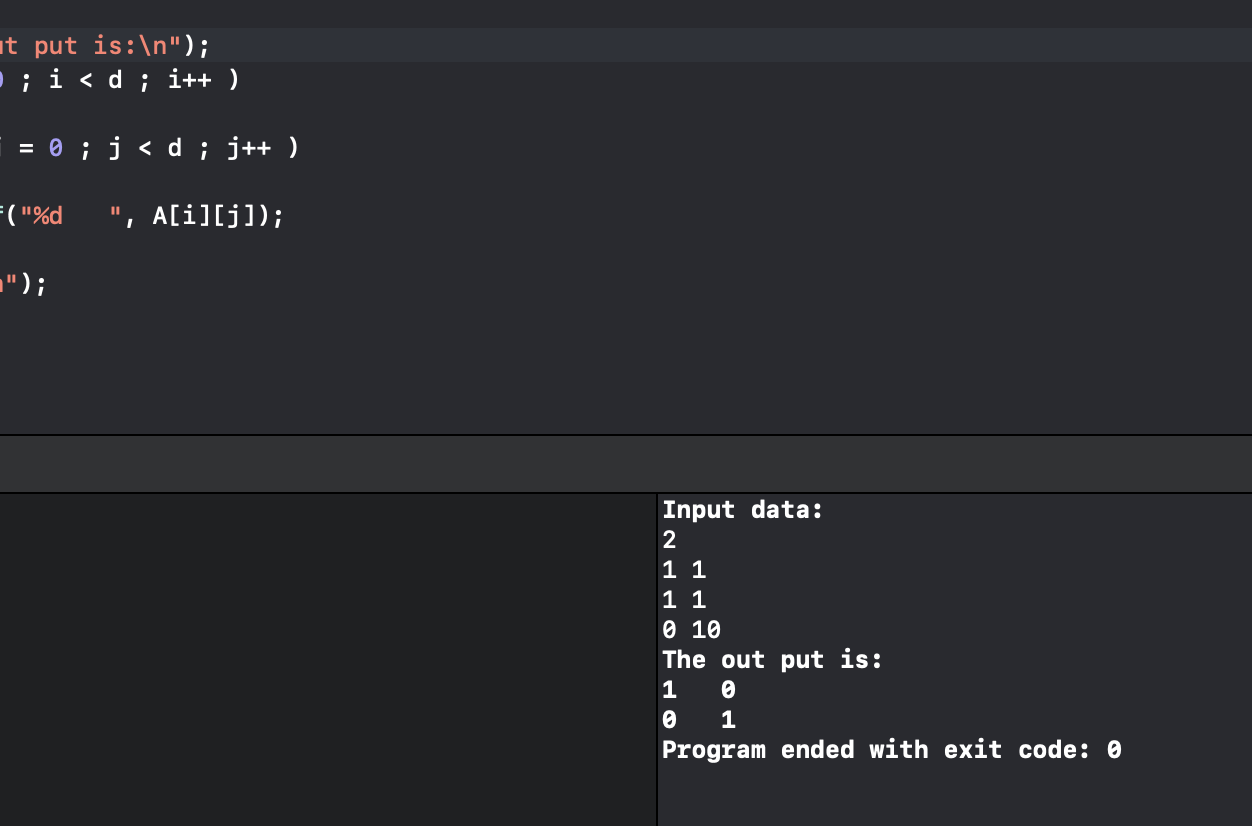 ut put is:\n");
0 ; i < d ; i++ )
j = 0 ; j < d ; j++ )
f("%d   ", A[i][j]);
n");
Input data:
2
1 1
1 1
0 10
The out put is:
1   0
0   1
Program ended with exit code: 0